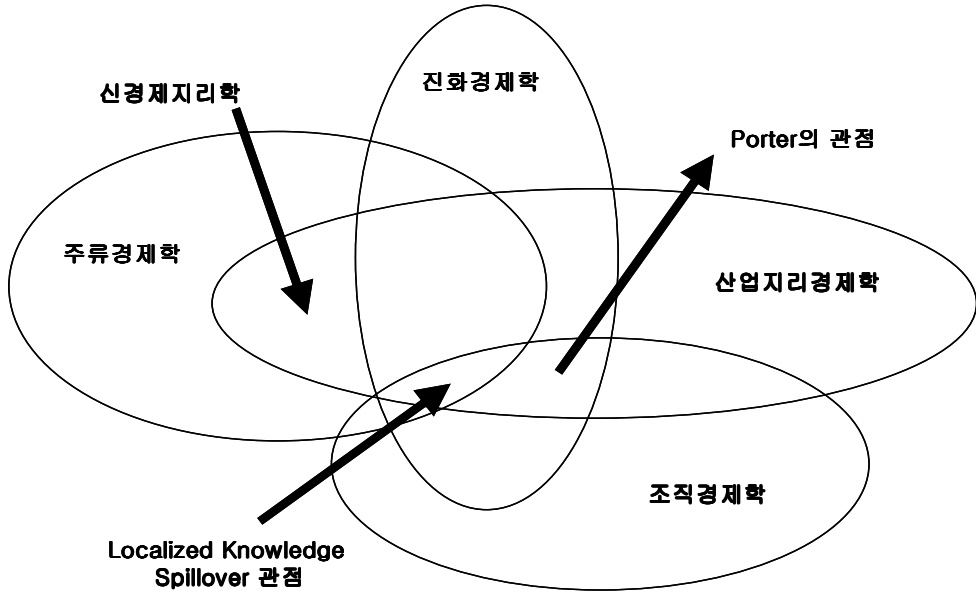 진화경제학
신경제지리학
Porter의 관점
주류경제학
산업지리경제학
조직경제학
Localized Knowledge
Spillover 관점